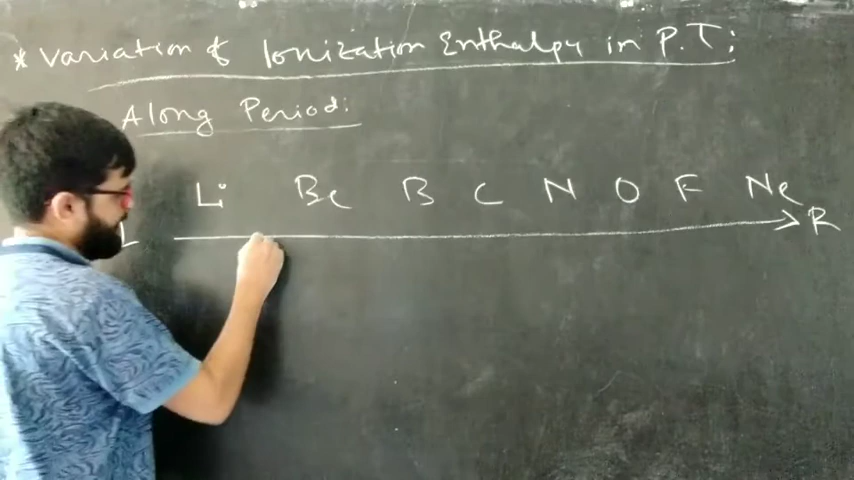 * Variation of Ionization Enthalpy in P.T:
Along Period:
Li Be B C N O F Ne
L R